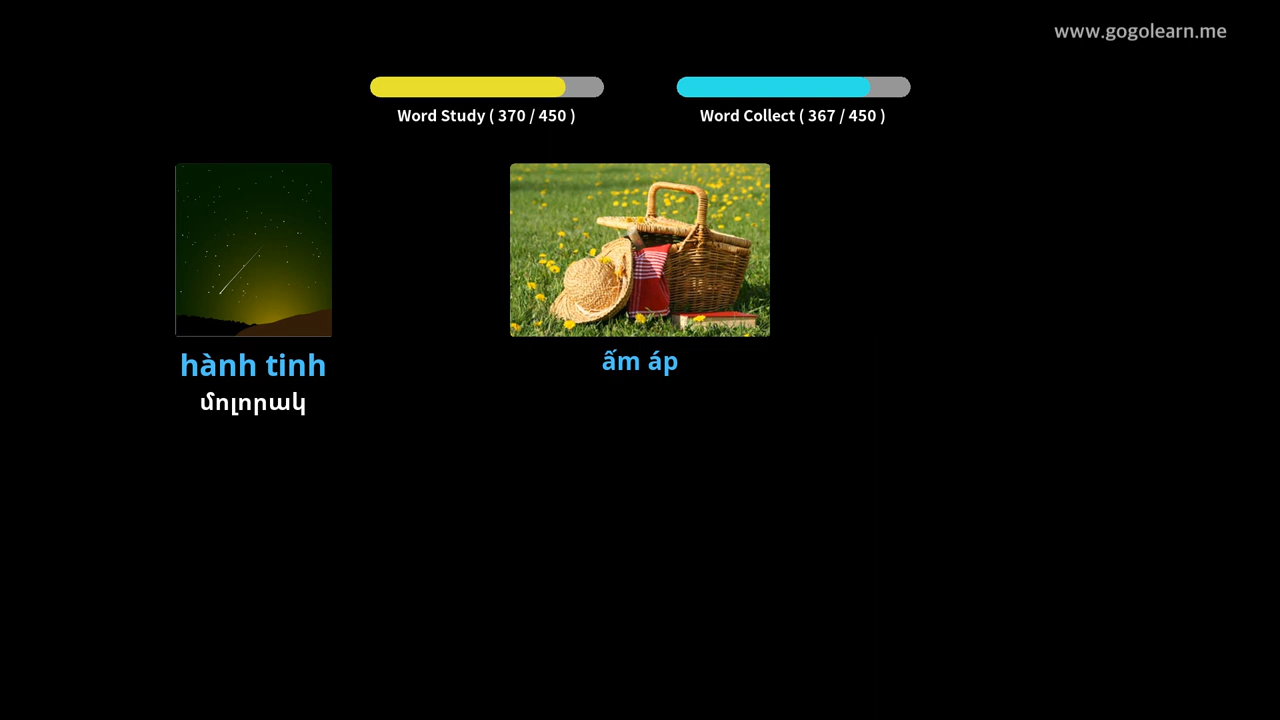 www.gogolearn.me
Word Study ( 370 / 450 )
Word Collect ( 367 / 450 )
hành tinh
մոլորակ
ấm áp